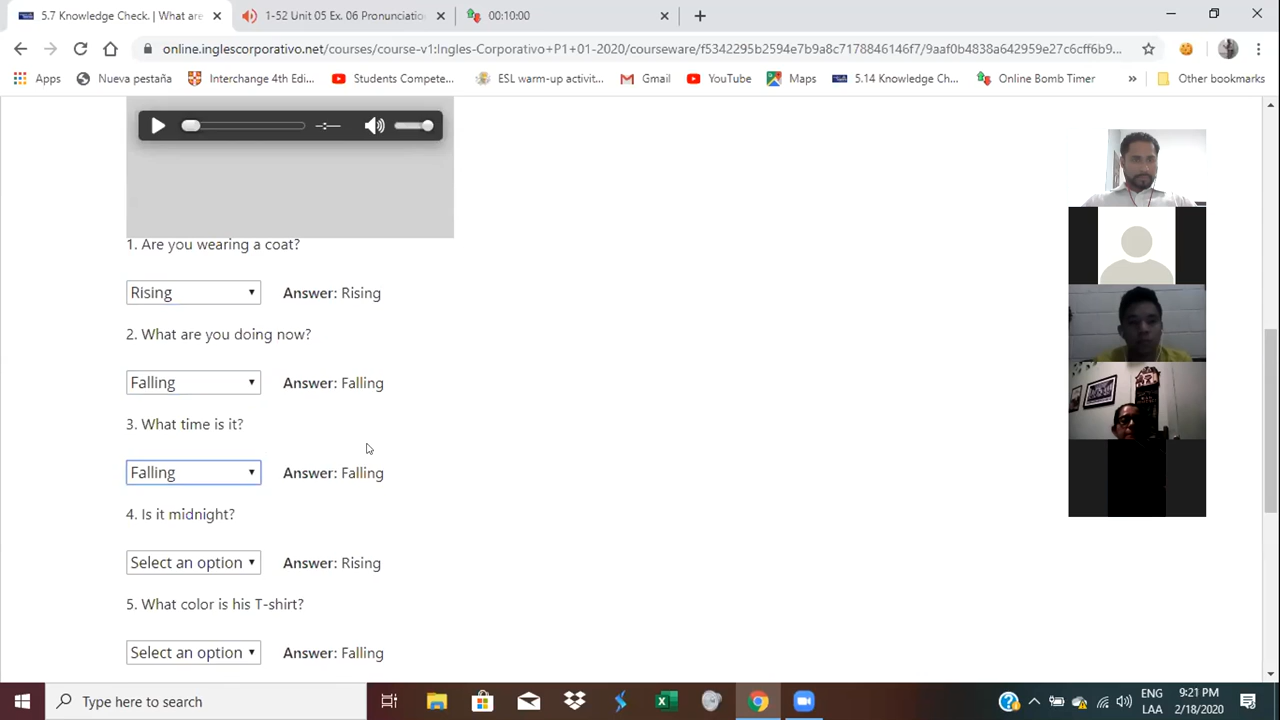 5.7 Knowledge Check. | What are
1-52 Unit 05 Ex. 06 Pronunciatio
00:10:00
online.inglescorporativo.net/courses/course-v1:Ingles-Corporativo+P1+01-2020/courseware/f5342295b2594e7b9a8c7178846146f7/9aaf0b4838a642959e27c6cff6b9...
Apps
Nueva pestaña
Interchange 4th Edi...
Students Compete...
ESL warm-up activit...
Gmail
YouTube
Maps
5.14 Knowledge Ch...
Online Bomb Timer
»
Other bookmarks
1. Are you wearing a coat?
Rising Answer: Rising
2. What are you doing now?
Falling Answer: Falling
3. What time is it?
Falling Answer: Falling
4. Is it midnight?
Select an option Answer: Rising
5. What color is his T-shirt?
Select an option Answer: Falling
Type here to search
ENG
LAA
9:21 PM
2/18/2020